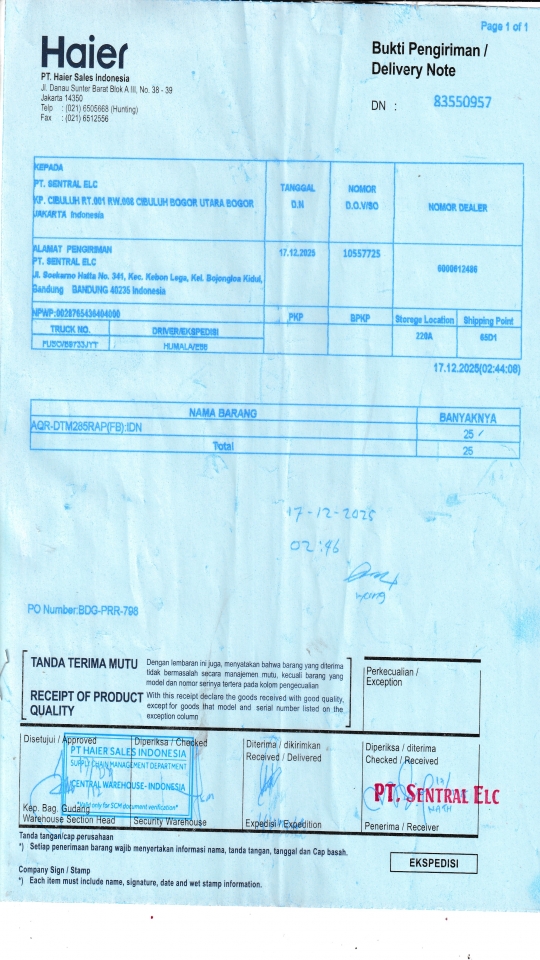 Page 1 of 1
Haier
PT. Haier Sales Indonesia
Jl. Danau Sunter Barat Blok A.III, No. 38 - 39
Jakarta 14350
Telp : (021) 6505668 (Hunting)
Fax : (021) 6512556
Bukti Pengiriman /
Delivery Note
DN : 83550957
KEPADA
PT. SENTRAL ELC
KP. CIBULUH RT.001 RW.008 CIBULUH BOGOR UTARA BOGOR
JAKARTA Indonesia
TANGGAL
D.N
NOMOR
D.O.V/SO
NOMOR DEALER
ALAMAT PENGIRIMAN
PT. SENTRAL ELC
Jl. Soekarno Hatta No. 341, Kec. Kebon Lega, Kel. Bojongloa Kidul,
Bandung BANDUNG 40235 Indonesia
17.12.2025
10557725
6000612486
NPWP:0028765436404000
PKP
BPKP
Storage Location
Shipping Point
TRUCK NO.
DRIVER/EKSPEDISI
220A
65D1
17.12.2025(02:44:08)
NAMA BARANG
BANYAKNYA
AQR-DTM285RAP(FB):IDN
25
Total
25
17-12-2025
02:46
PO Number:BDG-PRR-798
TANDA TERIMA MUTU
Dengan lembaran ini juga, menyatakan bahwa barang yang diterima
tidak bermasalah secara manajemen mutu, kecuali barang yang
model dan nomor serinya tertera pada kolom pengecualian
RECEIPT OF PRODUCT
QUALITY
With this receipt declare the goods received with good quality,
except for goods that model and serial number listed on the
exception column
Perkecualian /
Exception
Disetujui / Approved
Diperiksa / Checked
Diterima / dikirimkan
Received / Delivered
Diperiksa / diterima
Checked / Received
PT HAIER SALES INDONESIA
SUPPLY CHAIN MANAGEMENT DEPARTMENT
CENTRAL WAREHOUSE- INDONESIA
*Valid only for SCM document verification*
PT. SENTRAL ELC
Kep. Bag. Gudang
Warehouse Section Head
Security Warehouse
Expedisi / Expedition
Penerima / Receiver
Tanda tangan/cap perusahaan
*) Setiap penerimaan barang wajib menyertakan informasi nama, tanda tangan, tanggal dan Cap basah.
EKSPEDISI
Company Sign / Stamp
*) Each item must include name, signature, date and wet stamp information.